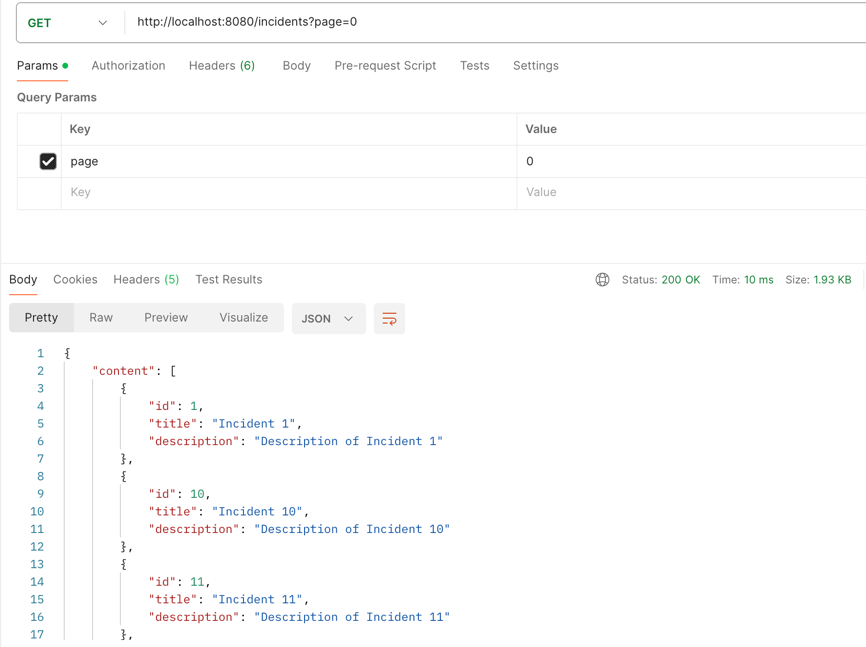 GET http://localhost:8080/incidents?page=0
Params Authorization Headers (6) Body Pre-request Script Tests Settings
Query Params
Key Value
page 0
Key Value
Body Cookies Headers (5) Test Results Status: 200 OK Time: 10 ms Size: 1.93 KB
Pretty Raw Preview Visualize JSON
1 {
2 "content": [
3 {
4 "id": 1,
5 "title": "Incident 1",
6 "description": "Description of Incident 1"
7 },
8 {
9 "id": 10,
10 "title": "Incident 10",
11 "description": "Description of Incident 10"
12 },
13 {
14 "id": 11,
15 "title": "Incident 11",
16 "description": "Description of Incident 11"
17 },